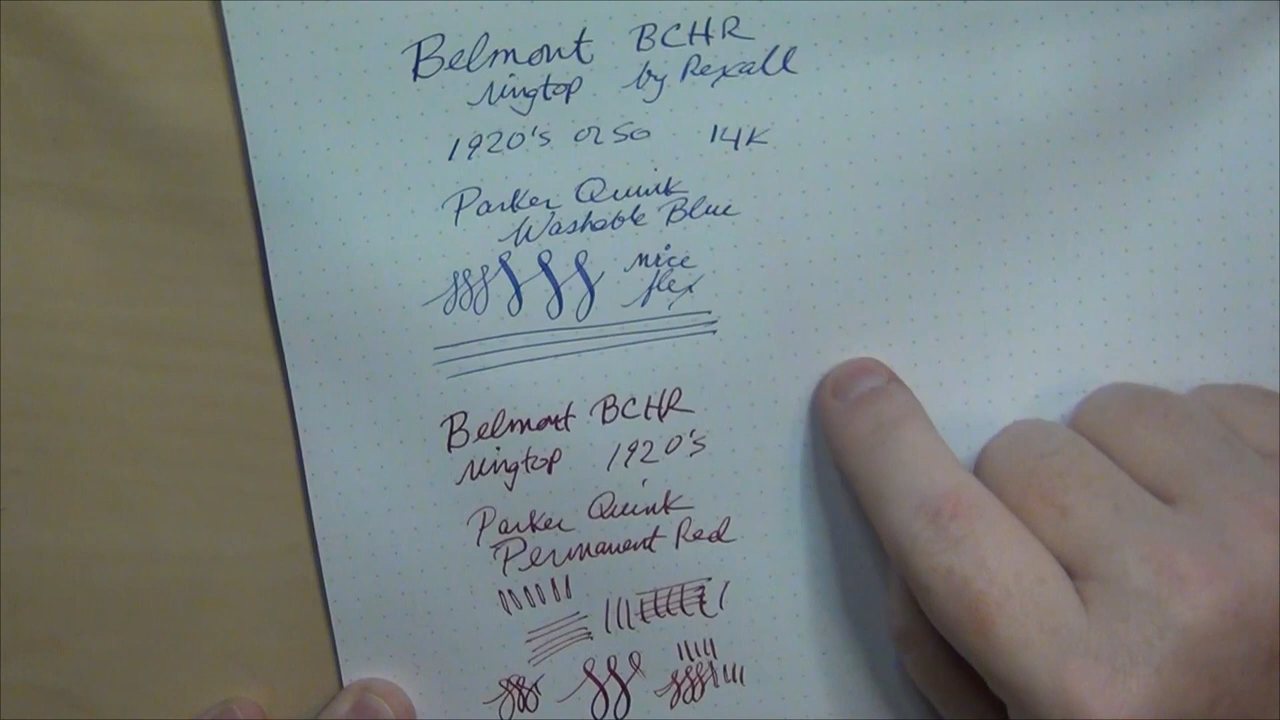 Belmont BCHR
ringtop by Rexall
1920's or so 14K
Parker Quink
Washable Blue
nice
flex
Belmont BCHR
ringtop 1920's
Parker Quink
Permanent Red